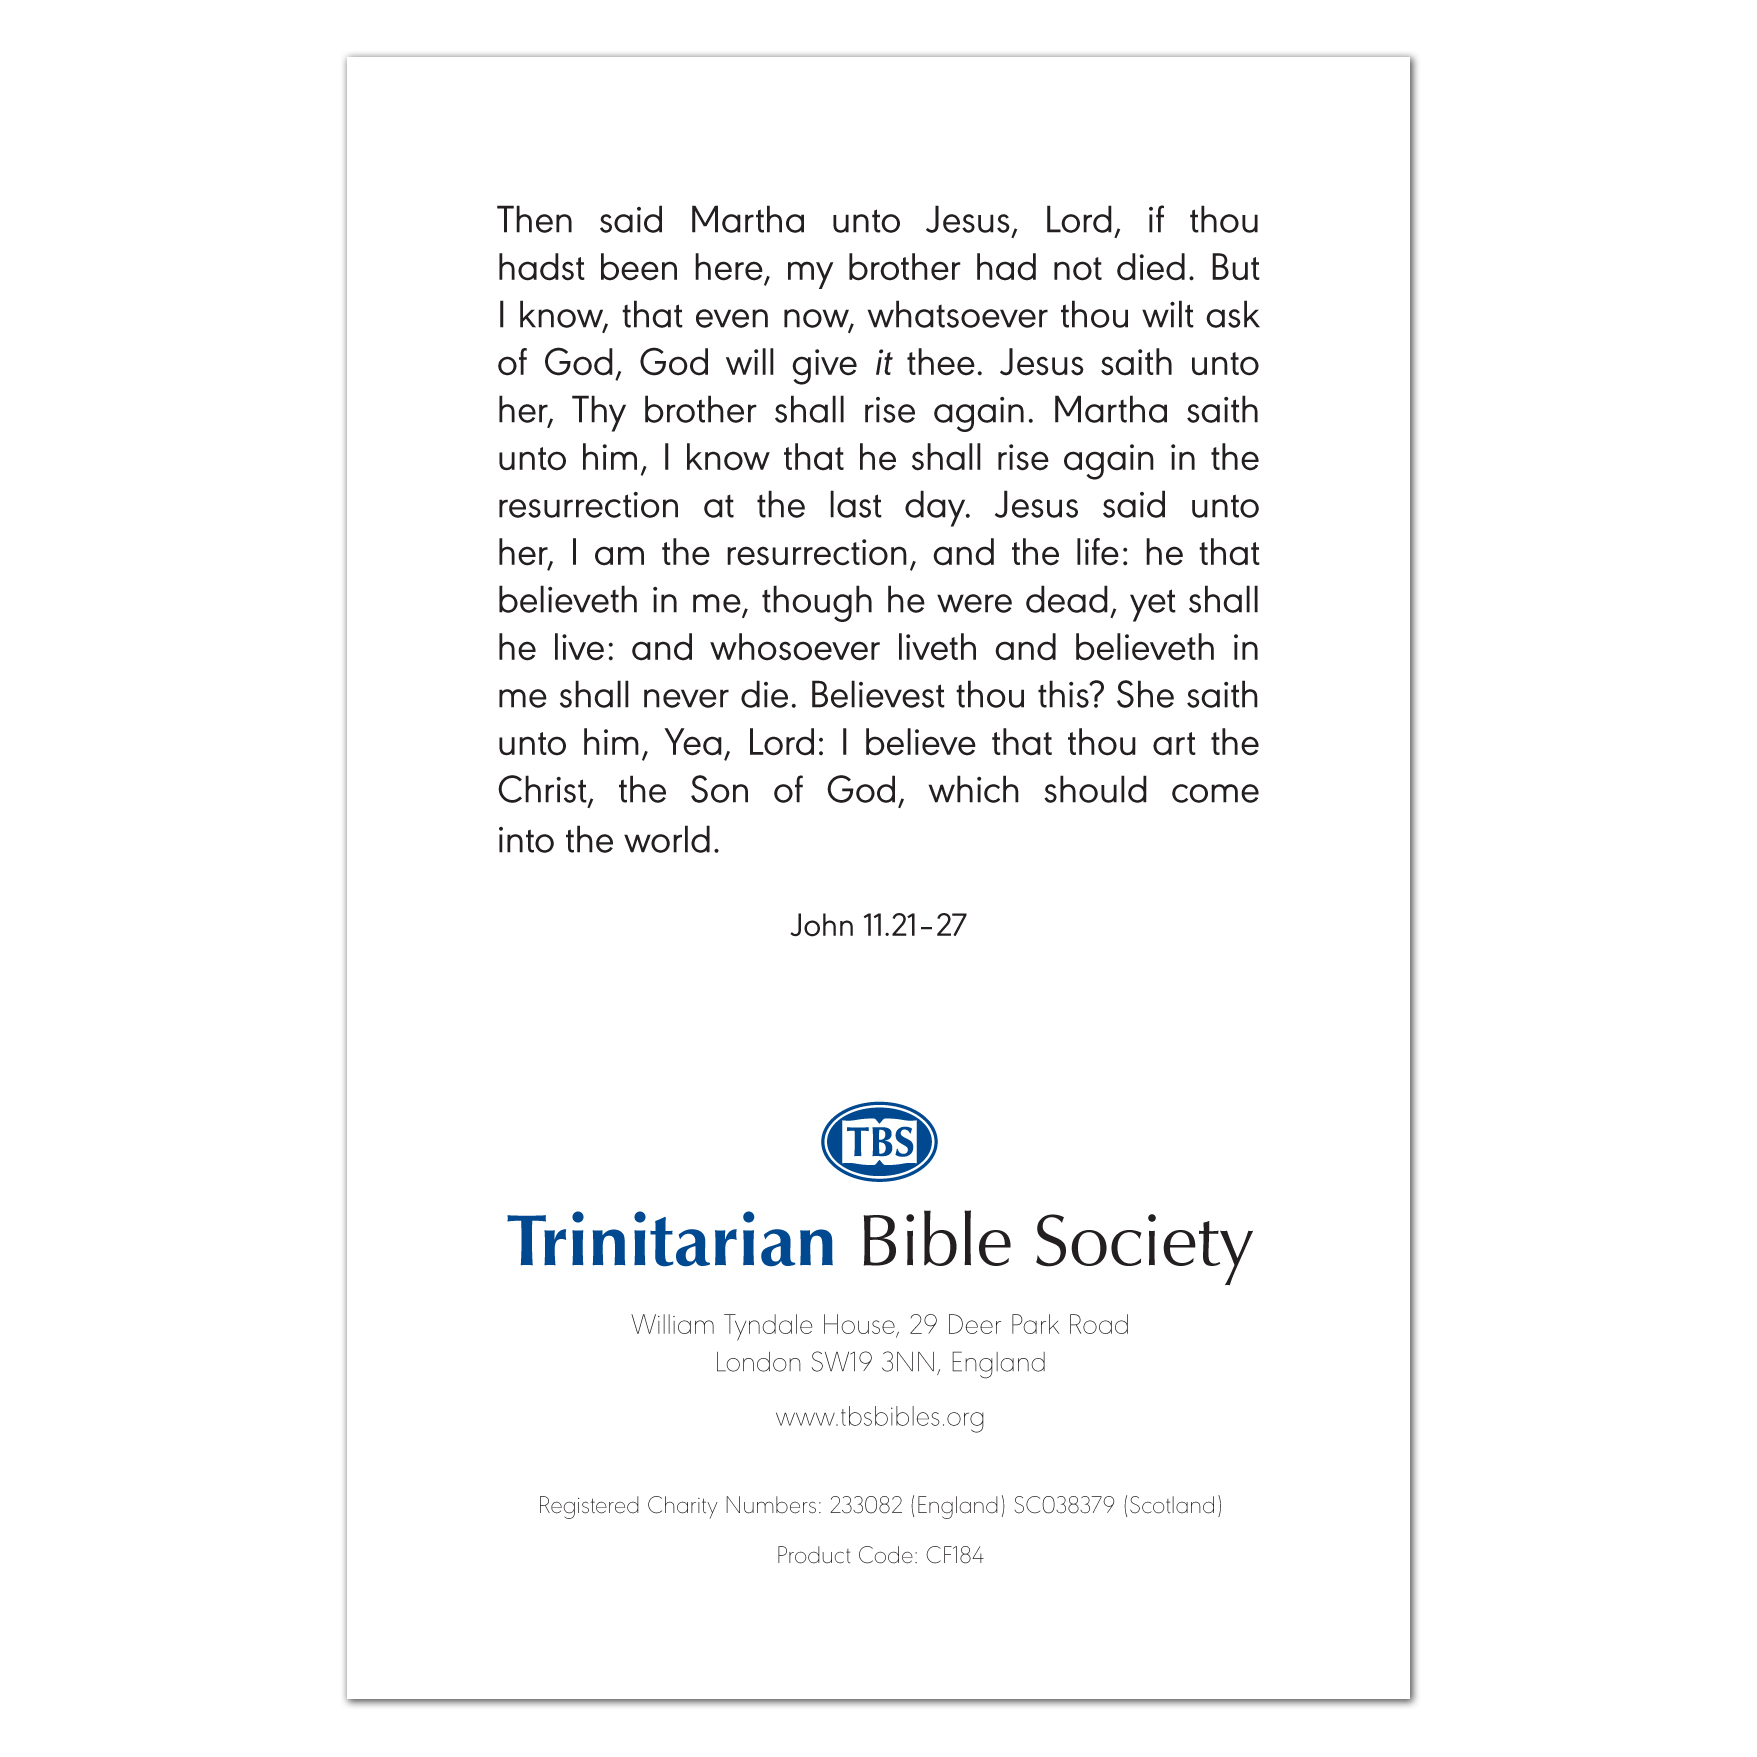 Then said Martha unto Jesus, Lord, if thou
hadst been here, my brother had not died. But
I know, that even now, whatsoever thou wilt ask
of God, God will give it thee. Jesus saith unto
her, Thy brother shall rise again. Martha saith
unto him, I know that he shall rise again in the
resurrection at the last day. Jesus said unto
her, I am the resurrection, and the life: he that
believeth in me, though he were dead, yet shall
he live: and whosoever liveth and believeth in
me shall never die. Believest thou this? She saith
unto him, Yea, Lord: I believe that thou art the
Christ, the Son of God, which should come
into the world.
John 11.21–27
TBS
Trinitarian Bible Society
William Tyndale House, 29 Deer Park Road
London SW19 3NN, England
www.tbsbibles.org
Registered Charity Numbers: 233082 (England) SC038379 (Scotland)
Product Code: CF184